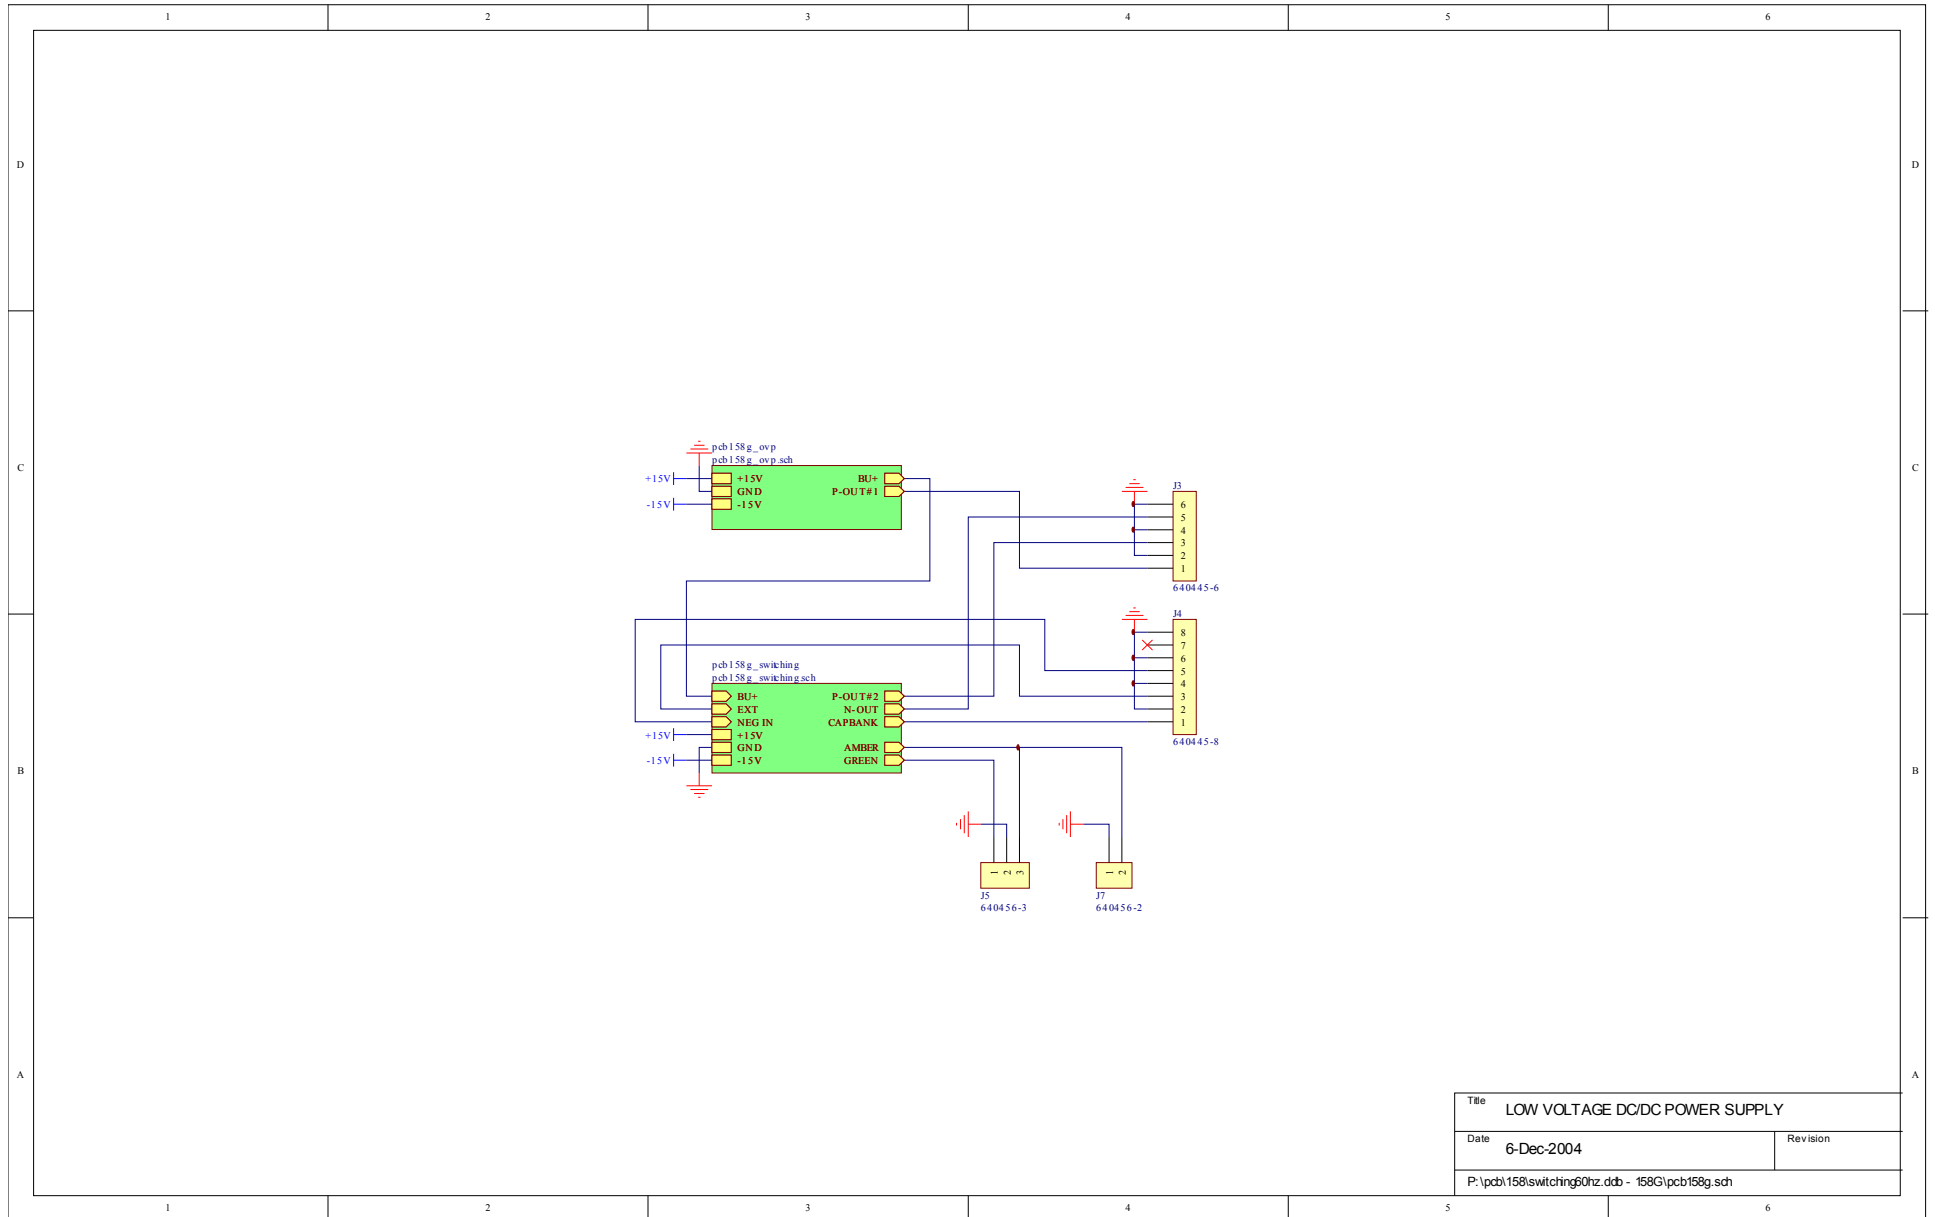 1 2 3 4 5 6
D D
C C
B B
A A
pcb158g_ovp
pcb158g_ovp.sch
+15V +15V BU+
GND P-OUT#1
-15V -15V
J3
6
5
4
3
2
1
640445-6
J4
8
7
6
5
4
3
2
1
640445-8
pcb158g_switching
pcb158g_switching.sch
BU+ P-OUT#2
EXT N-OUT
NEG IN CAPBANK
+15V +15V
GND AMBER
-15V -15V GREEN
1 2 3
J5
640456-3
1 2
J7
640456-2
Title LOW VOLTAGE DC/DC POWER SUPPLY
Date 6-Dec-2004 Revision
P:\pcb\158\switching60hz.ddb - 158G\pcb158g.sch
1 2 3 4 5 6